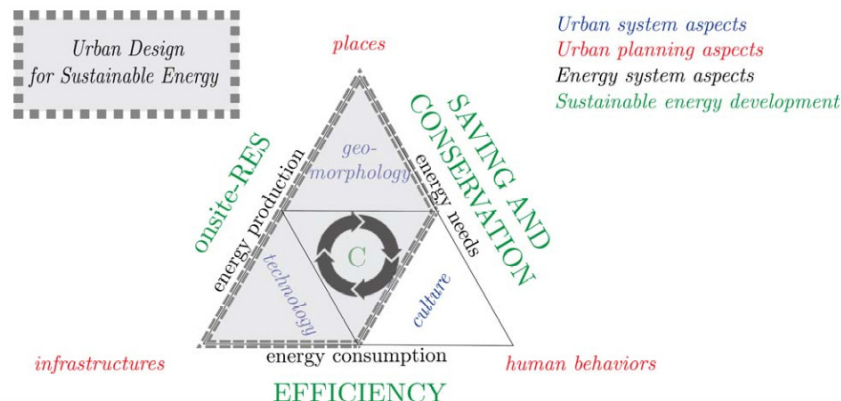 Urban Design
for Sustainable Energy
places
Urban system aspects
Urban planning aspects
Energy system aspects
Sustainable energy development
onsite-RES
energy production
geo-
morphology
energy needs
SAVING AND
CONSERVATION
technology
C
culture
infrastructures
energy consumption
human behaviors
EFFICIENCY